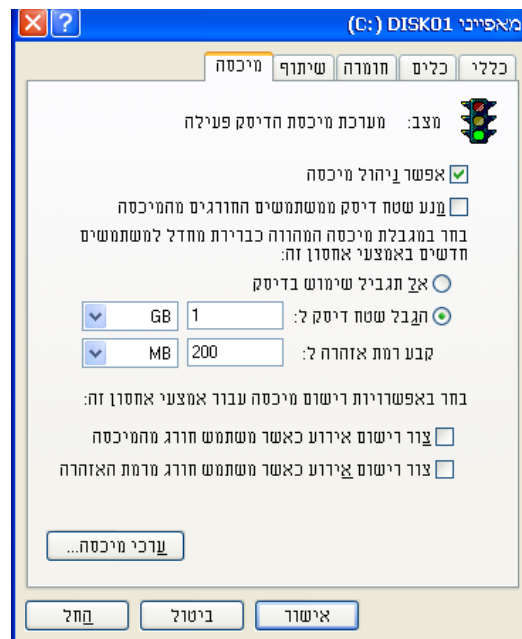 מאפייני DISK01 (C:)
כללי כלים חומרה שיתוף מיכסה
מצב: מערכת מיכסת הדיסק פעילה
אפשר ניהול מיכסה
מנע שטח דיסק ממשתמשים החורגים מהמיכסה
בחר במגבלת מיכסה המהווה כברירת מחדל למשתמשים
חדשים באמצעי אחסון זה:
אל תגביל שימוש בדיסק
הגבל שטח דיסק ל: 1 GB
קבע רמת אזהרה ל: 200 MB
בחר באפשרויות רישום מיכסה עבור אמצעי אחסון זה:
צור רישום אירוע כאשר משתמש חורג מהמיכסה
צור רישום אירוע כאשר משתמש חורג מרמת האזהרה
ערכי מיכסה...
אישור ביטול החל